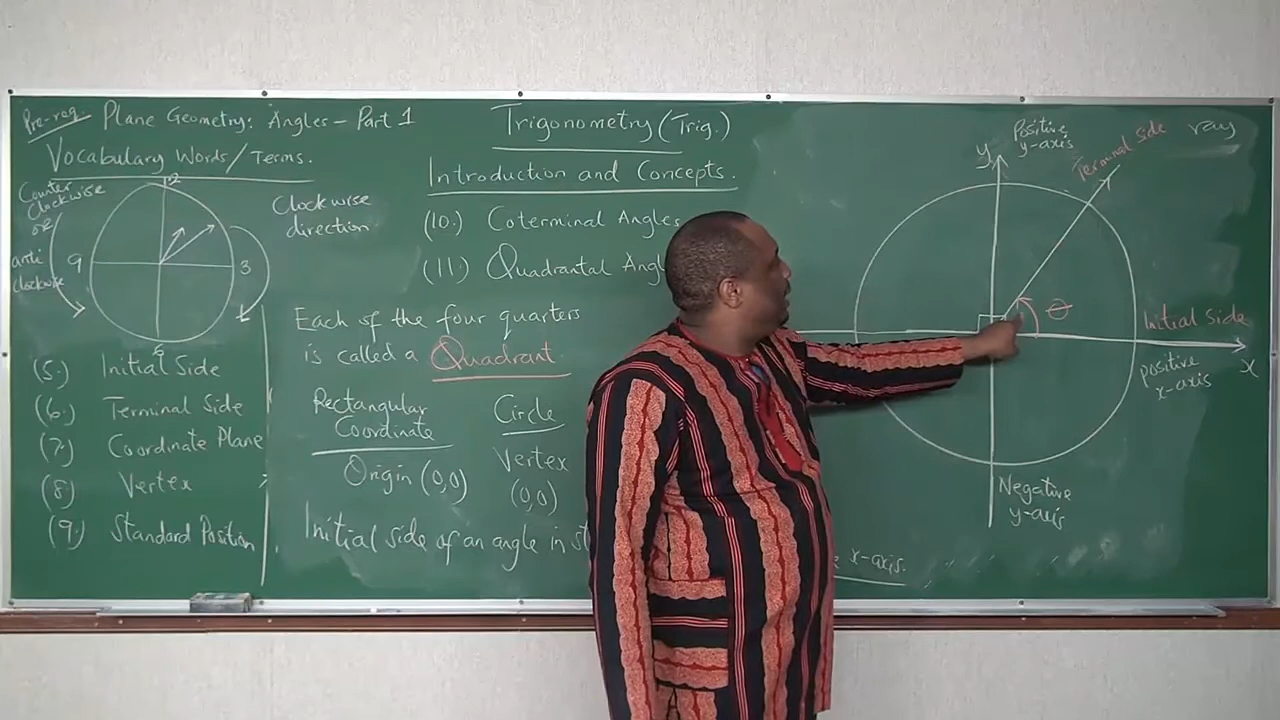 Pre-req Plane Geometry: Angles – Part 1
Vocabulary Words/Terms.
Counter
Clockwise
or
anti
clockwise
12
9
3
6
Clockwise
direction
(5.) Initial Side
(6.) Terminal Side
(7.) Coordinate Plane
(8) Vertex
(9.) Standard Position
Trigonometry (Trig.)
Introduction and Concepts.
(10.) Coterminal Angles
(11.) Quadrantal Angl
Each of the four quarters
is called a Quadrant.
Rectangular
Coordinate
Origin (0,0)
Circle
Vertex
(0,0)
Initial side of an angle in st
x-axis.
y
Positive
y-axis
Terminal Side
ray
θ
Initial Side
positive
x-axis
x
Negative
y-axis